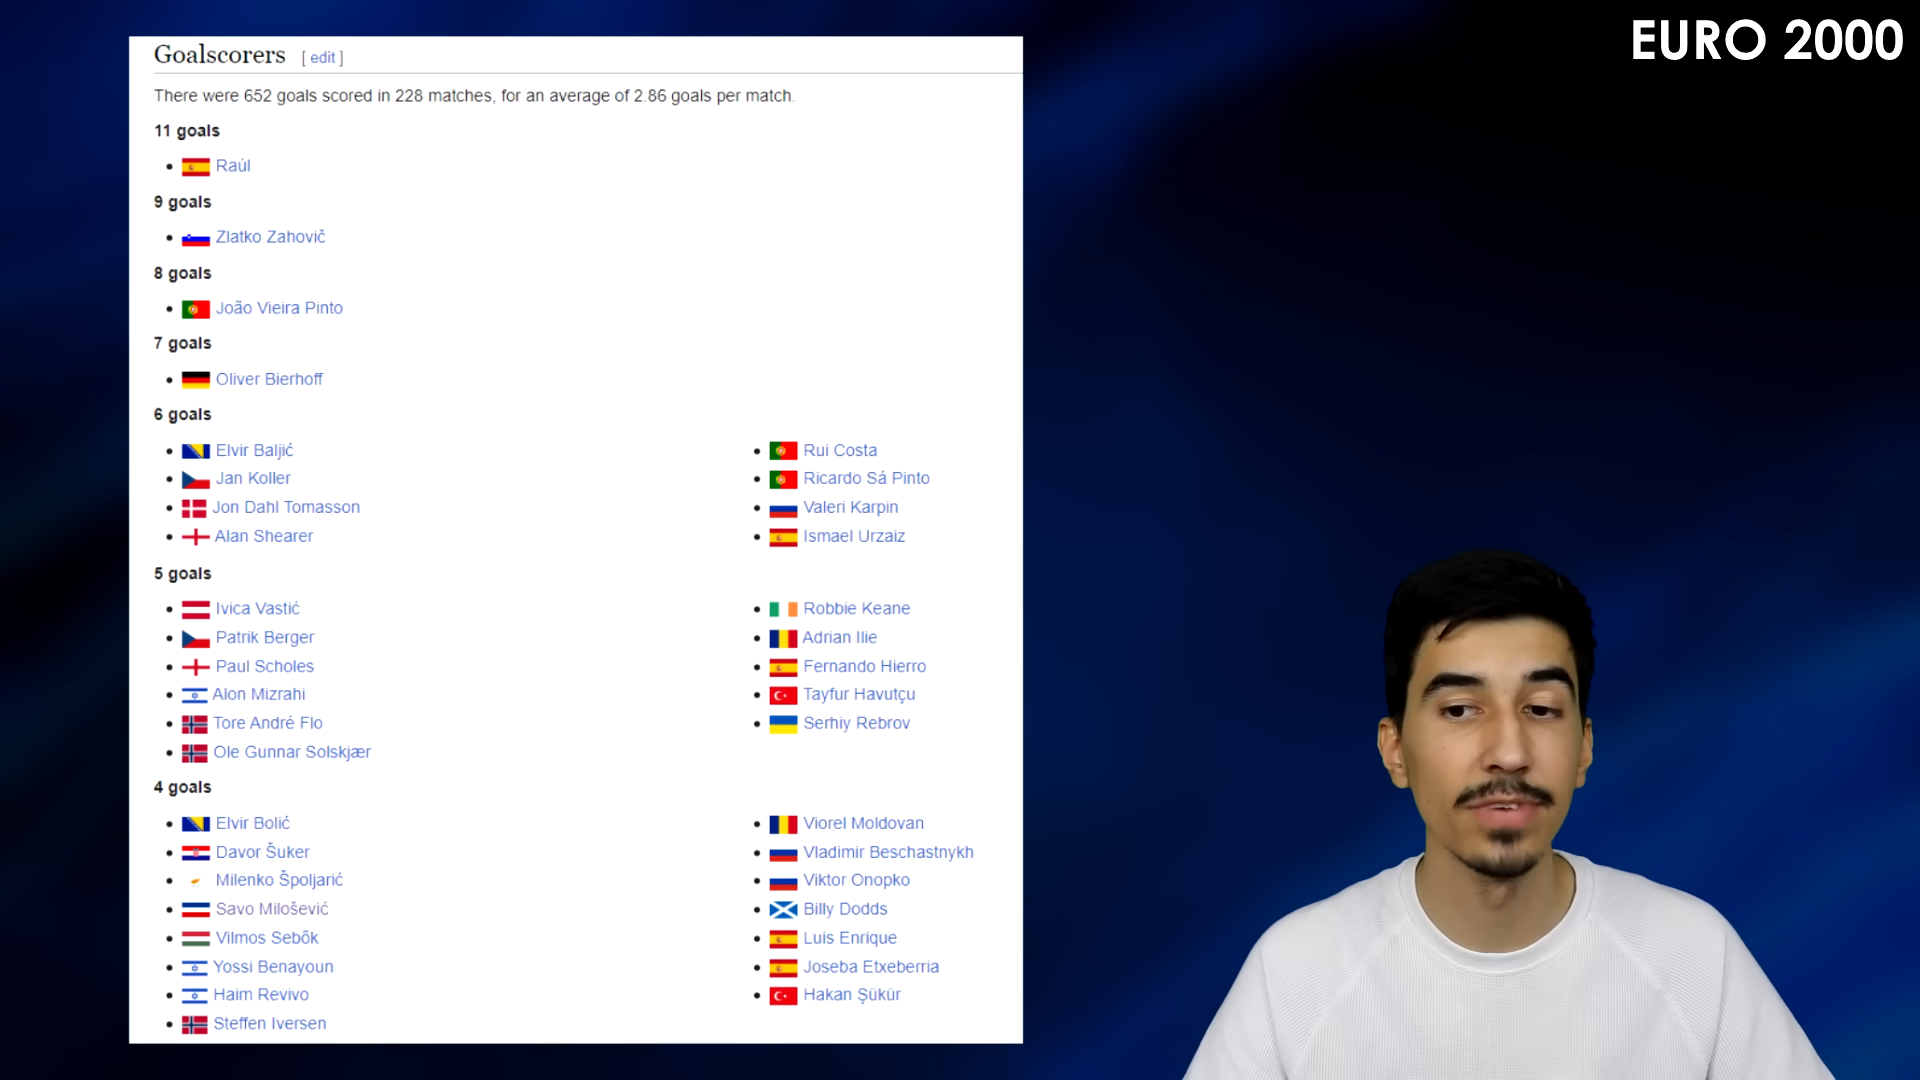 EURO 2000
Goalscorers [ edit ]
There were 652 goals scored in 228 matches, for an average of 2.86 goals per match.
11 goals
Raúl
9 goals
Zlatko Zahovič
8 goals
João Vieira Pinto
7 goals
Oliver Bierhoff
6 goals
Elvir Baljić
Jan Koller
Jon Dahl Tomasson
Alan Shearer
Rui Costa
Ricardo Sá Pinto
Valeri Karpin
Ismael Urzaiz
5 goals
Ivica Vastić
Patrik Berger
Paul Scholes
Alon Mizrahi
Tore André Flo
Ole Gunnar Solskjær
Robbie Keane
Adrian Ilie
Fernando Hierro
Tayfur Havutçu
Serhiy Rebrov
4 goals
Elvir Bolić
Davor Šuker
Milenko Špoljarić
Savo Milošević
Vilmos Sebők
Yossi Benayoun
Haim Revivo
Steffen Iversen
Viorel Moldovan
Vladimir Beschastnykh
Viktor Onopko
Billy Dodds
Luis Enrique
Joseba Etxeberria
Hakan Şükür